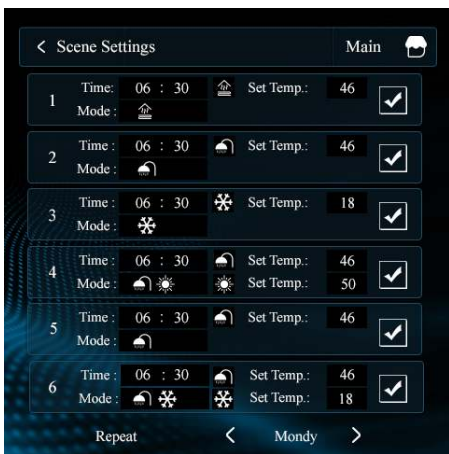 < Scene Settings Main
1 Time: 06 : 30 Set Temp.: 46
Mode :
2 Time : 06 : 30 Set Temp.: 46
Mode :
3 Time : 06 : 30 Set Temp.: 18
Mode :
4 Time : 06 : 30 Set Temp.: 46
Mode : Set Temp.: 50
5 Time : 06 : 30 Set Temp.: 46
Mode :
6 Time : 06 : 30 Set Temp.: 46
Mode : Set Temp.: 18
Repeat < Mondy >